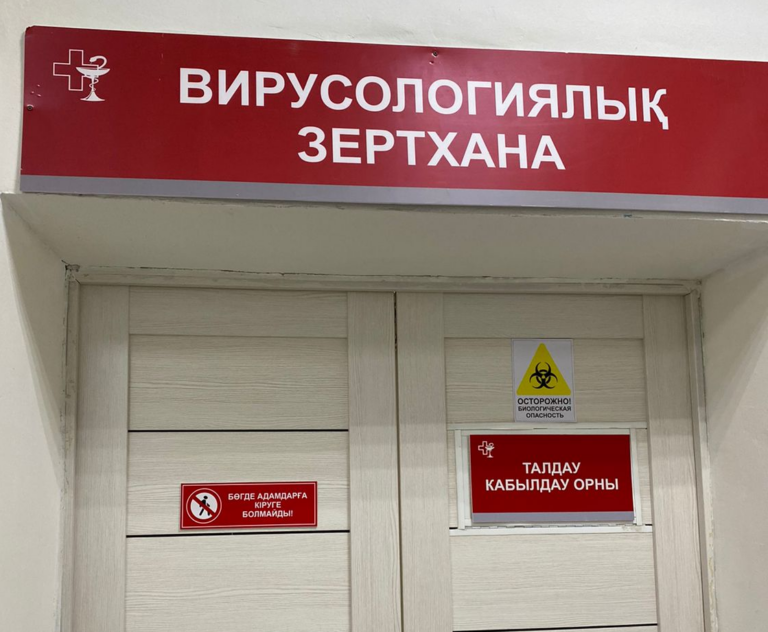 ВИРУСОЛОГИЯЛЫҚ
ЗЕРТХАНА
ОСТОРОЖНО!
БИОЛОГИЧЕСКАЯ
ОПАСНОСТЬ
ТАЛДАУ
КАБЫЛДАУ ОРНЫ
БӨГДЕ АДАМДАРҒА
КІРУГЕ
БОЛМАЙДЫ!